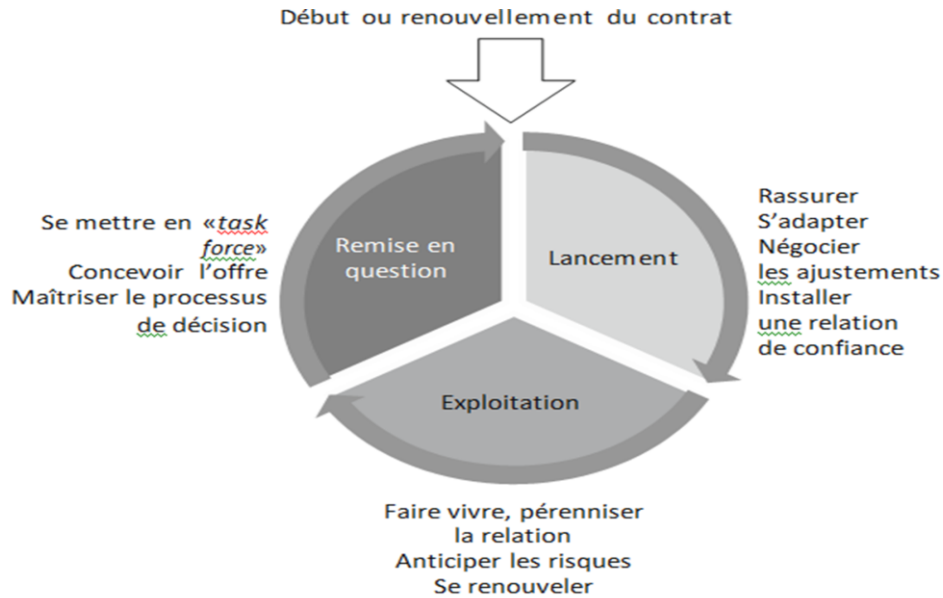 Début ou renouvellement du contrat
Rassurer
S'adapter
Négocier
les ajustements
Installer
une relation
de confiance
Lancement
Exploitation
Faire vivre, pérenniser
la relation
Anticiper les risques
Se renouveler
Remise en
question
Se mettre en «task
force»
Concevoir l'offre
Maîtriser le processus
de décision